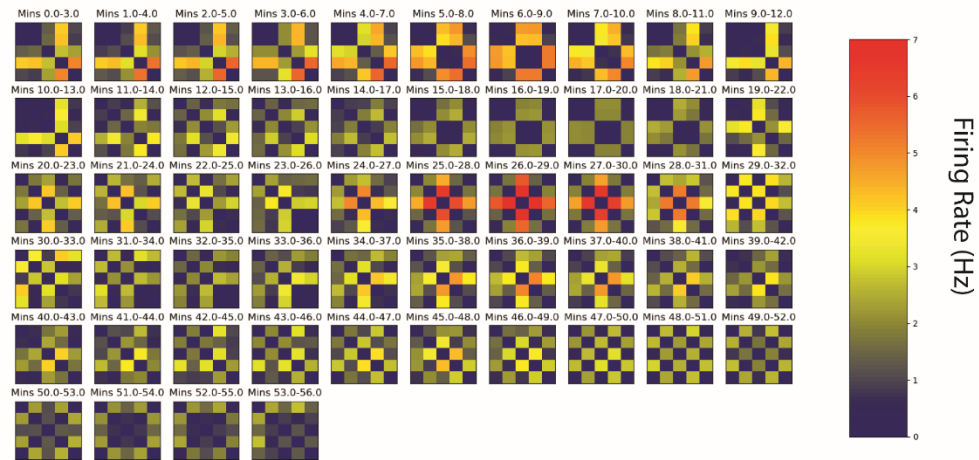 Mins 0.0-3.0 Mins 1.0-4.0 Mins 2.0-5.0 Mins 3.0-6.0 Mins 4.0-7.0 Mins 5.0-8.0 Mins 6.0-9.0 Mins 7.0-10.0 Mins 8.0-11.0 Mins 9.0-12.0
Mins 10.0-13.0 Mins 11.0-14.0 Mins 12.0-15.0 Mins 13.0-16.0 Mins 14.0-17.0 Mins 15.0-18.0 Mins 16.0-19.0 Mins 17.0-20.0 Mins 18.0-21.0 Mins 19.0-22.0
Mins 20.0-23.0 Mins 21.0-24.0 Mins 22.0-25.0 Mins 23.0-26.0 Mins 24.0-27.0 Mins 25.0-28.0 Mins 26.0-29.0 Mins 27.0-30.0 Mins 28.0-31.0 Mins 29.0-32.0
Mins 30.0-33.0 Mins 31.0-34.0 Mins 32.0-35.0 Mins 33.0-36.0 Mins 34.0-37.0 Mins 35.0-38.0 Mins 36.0-39.0 Mins 37.0-40.0 Mins 38.0-41.0 Mins 39.0-42.0
Mins 40.0-43.0 Mins 41.0-44.0 Mins 42.0-45.0 Mins 43.0-46.0 Mins 44.0-47.0 Mins 45.0-48.0 Mins 46.0-49.0 Mins 47.0-50.0 Mins 48.0-51.0 Mins 49.0-52.0
Mins 50.0-53.0 Mins 51.0-54.0 Mins 52.0-55.0 Mins 53.0-56.0
7
6
5
4
3
2
1
0
Firing Rate (Hz)